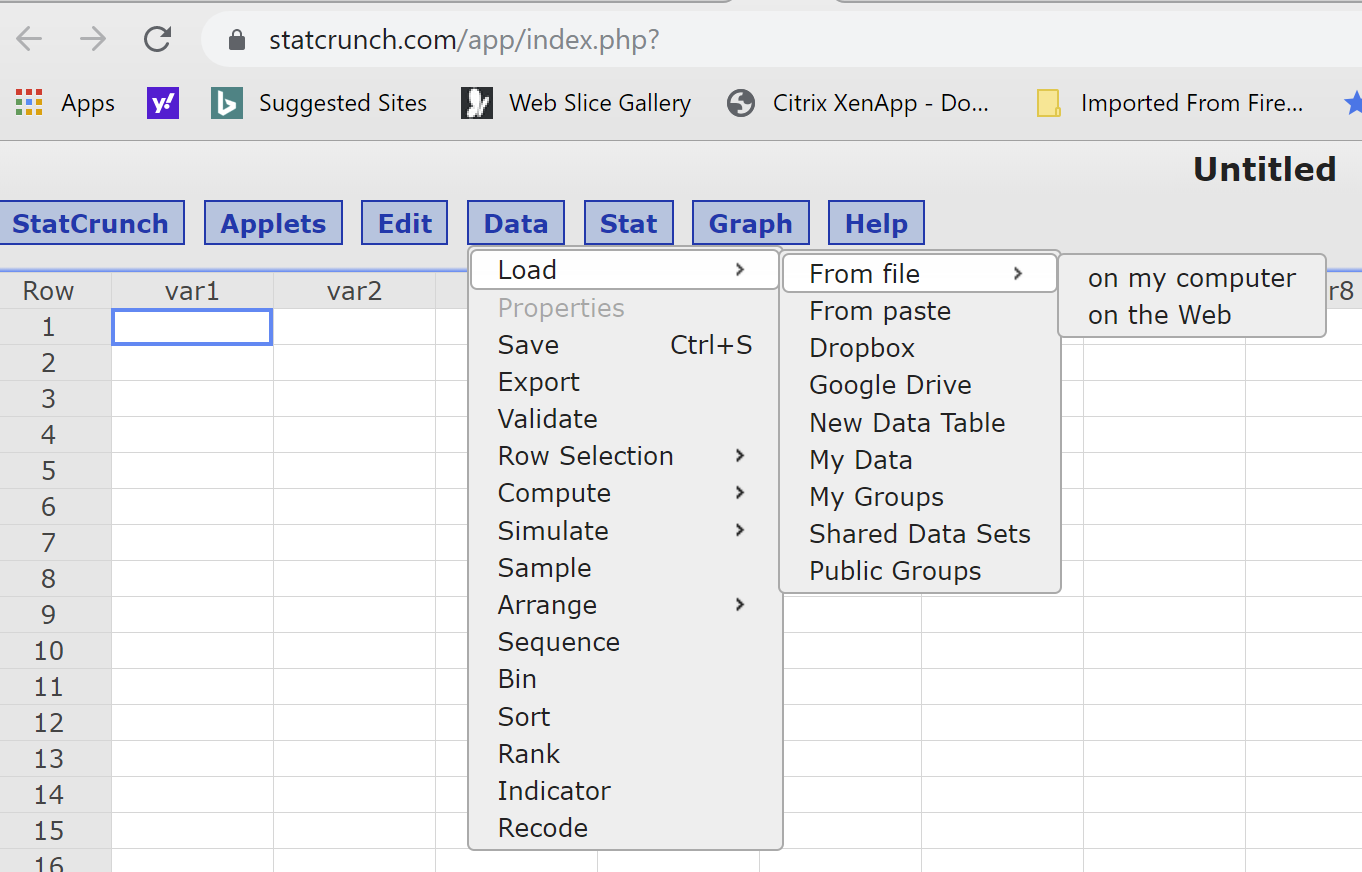 statcrunch.com/app/index.php?
Apps
y!
Suggested Sites
Web Slice Gallery
Citrix XenApp - Do...
Imported From Fire...
Untitled
StatCrunch
Applets
Edit
Data
Stat
Graph
Help
Row
var1
var2
r8
1
2
3
4
5
6
7
8
9
10
11
12
13
14
15
16
Load
Properties
Save Ctrl+S
Export
Validate
Row Selection
Compute
Simulate
Sample
Arrange
Sequence
Bin
Sort
Rank
Indicator
Recode
From file
From paste
Dropbox
Google Drive
New Data Table
My Data
My Groups
Shared Data Sets
Public Groups
on my computer
on the Web